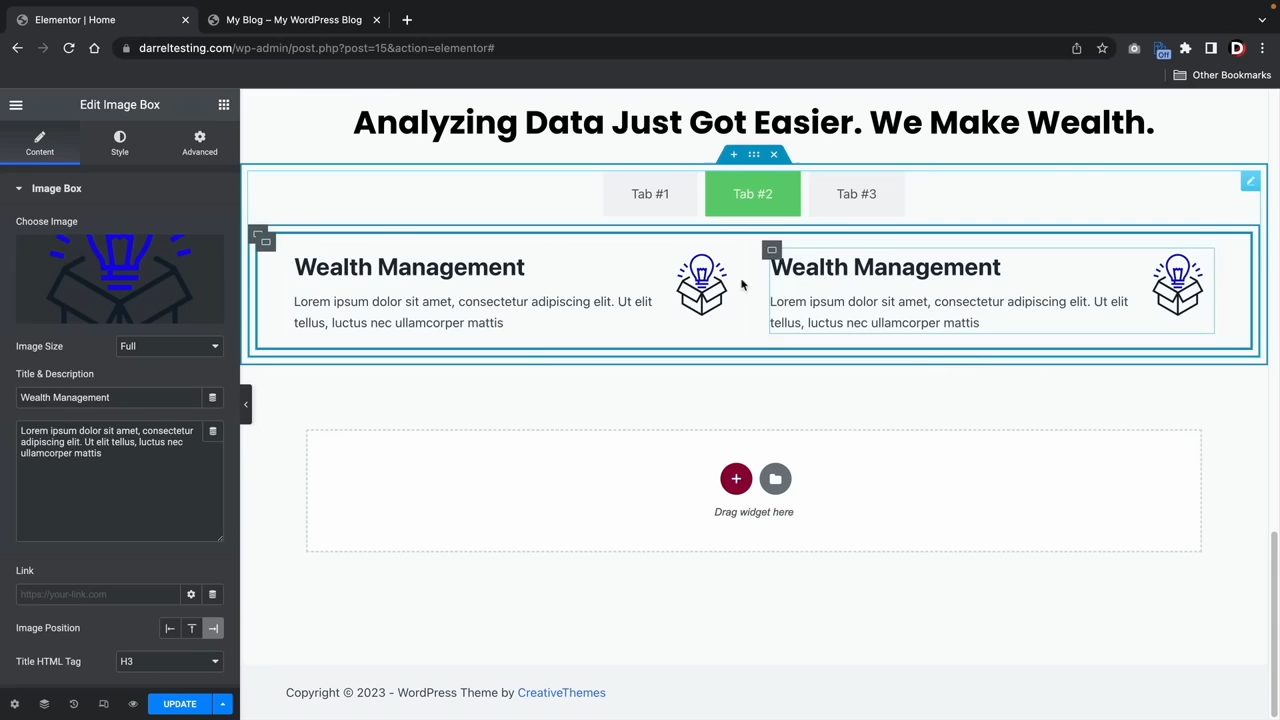 Elementor | Home
My Blog – My WordPress Blog
darreltesting.com/wp-admin/post.php?post=15&action=elementor#
Off
D
Other Bookmarks
Edit Image Box
Content
Style
Advanced
Image Box
Choose Image
Image Size
Full
Title & Description
Wealth Management
Lorem ipsum dolor sit amet, consectetur
adipiscing elit. Ut elit tellus, luctus nec
ullamcorper mattis
Link
https://your-link.com
Image Position
Title HTML Tag
H3
UPDATE
Analyzing Data Just Got Easier. We Make Wealth.
Tab #1
Tab #2
Tab #3
Wealth Management
Lorem ipsum dolor sit amet, consectetur adipiscing elit. Ut elit
tellus, luctus nec ullamcorper mattis
Wealth Management
Lorem ipsum dolor sit amet, consectetur adipiscing elit. Ut elit
tellus, luctus nec ullamcorper mattis
Drag widget here
Copyright © 2023 - WordPress Theme by CreativeThemes